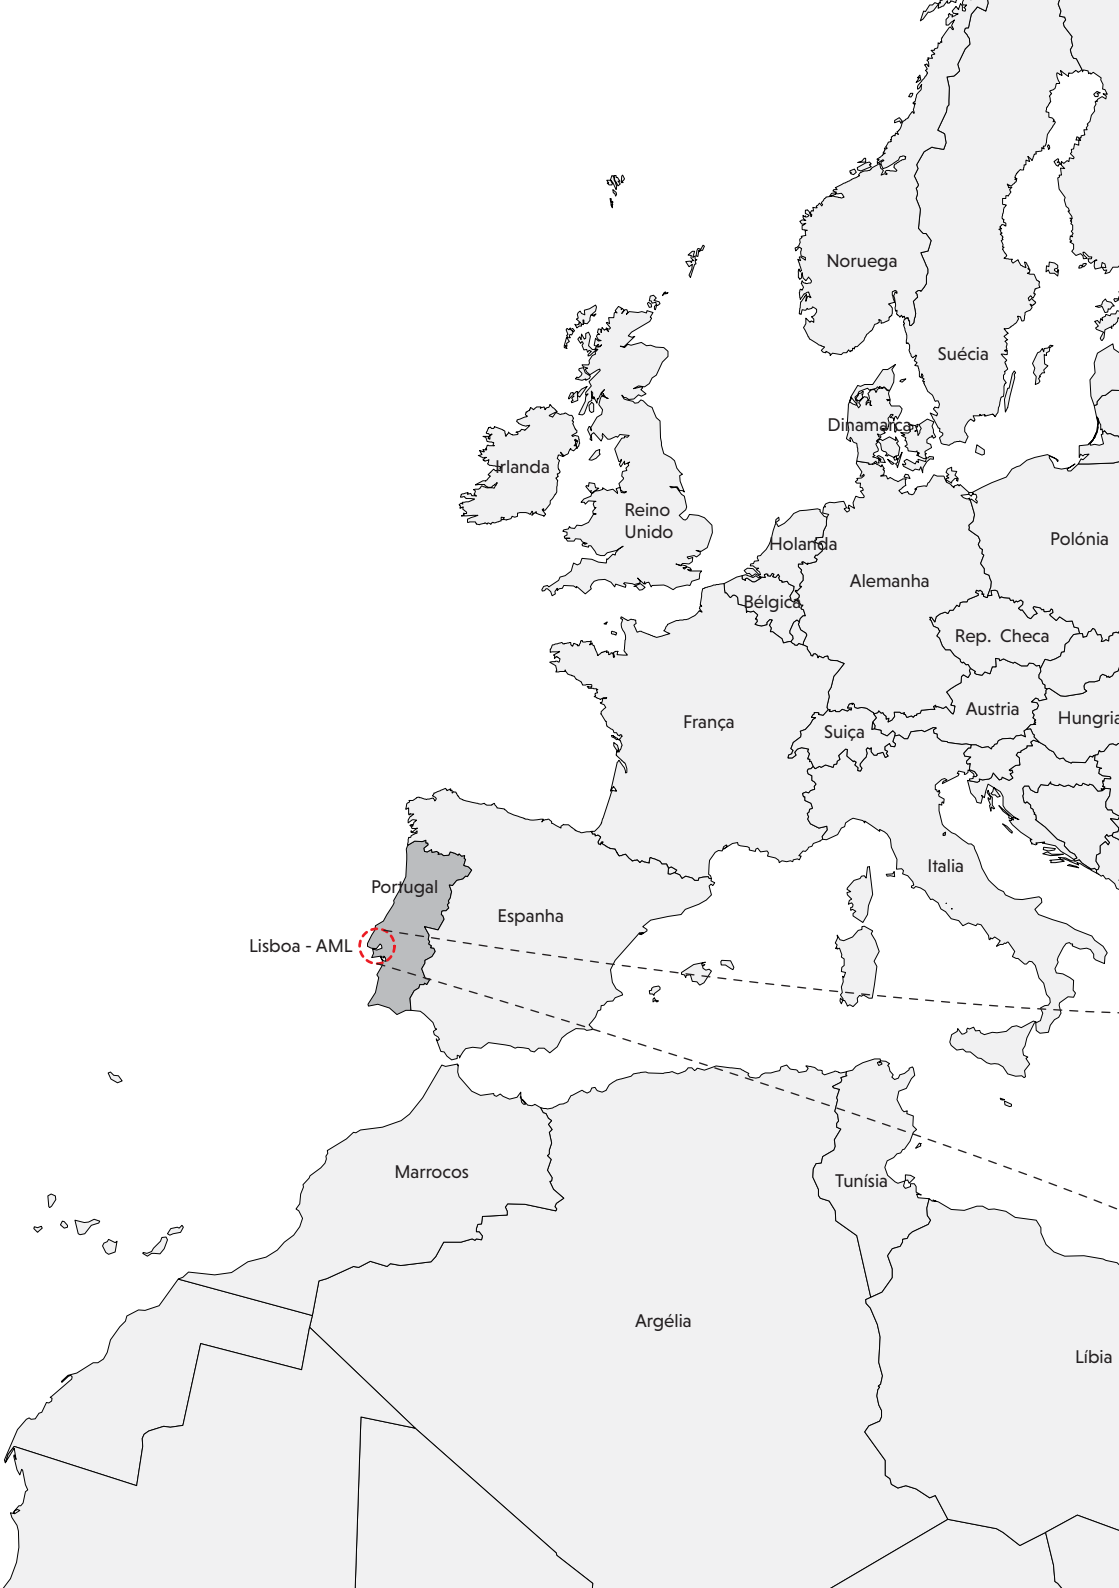 Noruega
Suécia
Dinamarca
Irlanda
Reino
Unido
Holanda
Polónia
Alemanha
Bélgica
Rep. Checa
Austria
Hungria
França
Suiça
Italia
Portugal
Espanha
Lisboa - AML
Marrocos
Tunísia
Argélia
Líbia